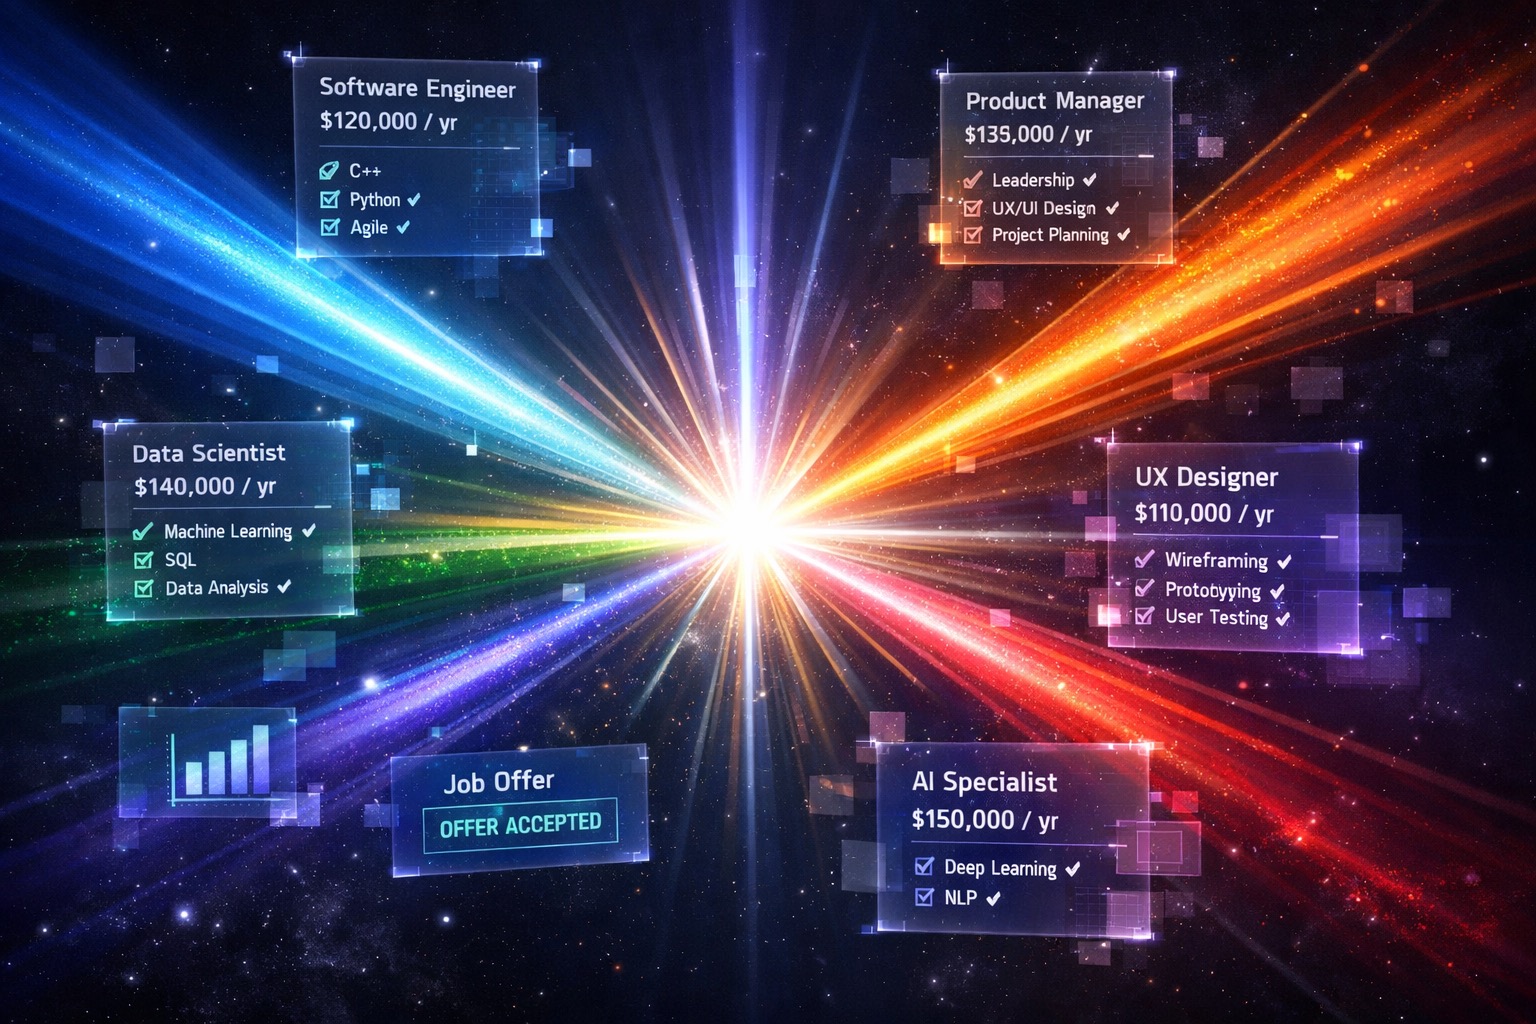 Software Engineer
$120,000 / yr
C++
Python ✔
Agile ✔
Product Manager
$135,000 / yr
Leadership ✔
UX/UI Design ✔
Project Planning ✔
Data Scientist
$140,000 / yr
Machine Learning ✔
SQL
Data Analysis ✔
UX Designer
$110,000 / yr
Wireframing ✔
Prototyying ✔
User Testing ✔
Job Offer
OFFER ACCEPTED
AI Specialist
$150,000 / yr
Deep Learning ✔
NLP ✔